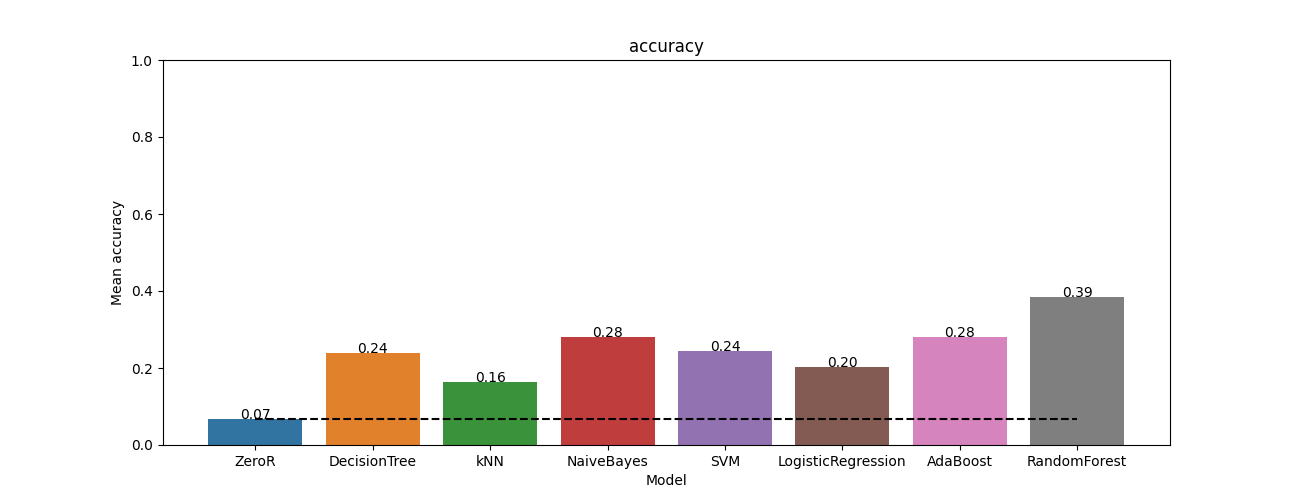 accuracy
1.0
0.8
0.6
0.4
0.2
0.0
Mean accuracy
0.07
0.24
0.16
0.28
0.24
0.20
0.28
0.39
ZeroR
DecisionTree
kNN
NaiveBayes
SVM
LogisticRegression
AdaBoost
RandomForest
Model